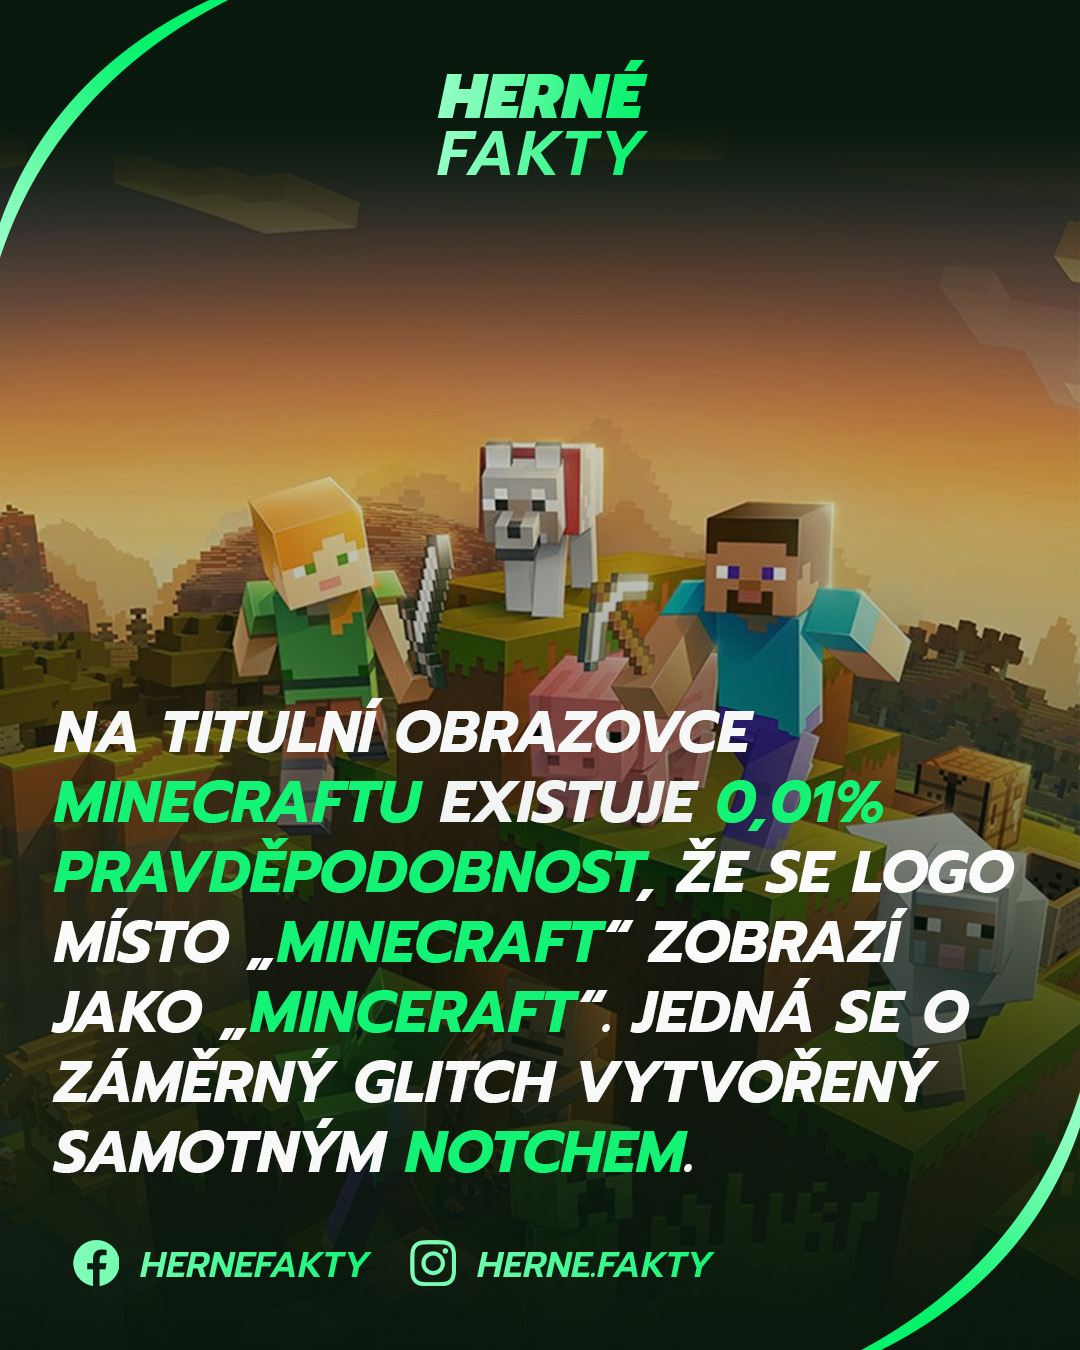 HERNÉ
FAKTY
NA TITULNÍ OBRAZOVCE
MINECRAFTU EXISTUJE 0,01%
PRAVDĚPODOBNOST, ŽE SE LOGO
MÍSTO „MINECRAFT“ ZOBRAZÍ
JAKO „MINCERAFT“. JEDNÁ SE O
ZÁMĚRNÝ GLITCH VYTVOŘENÝ
SAMOTNÝM NOTCHEM.
HERNEFAKTY HERNE.FAKTY